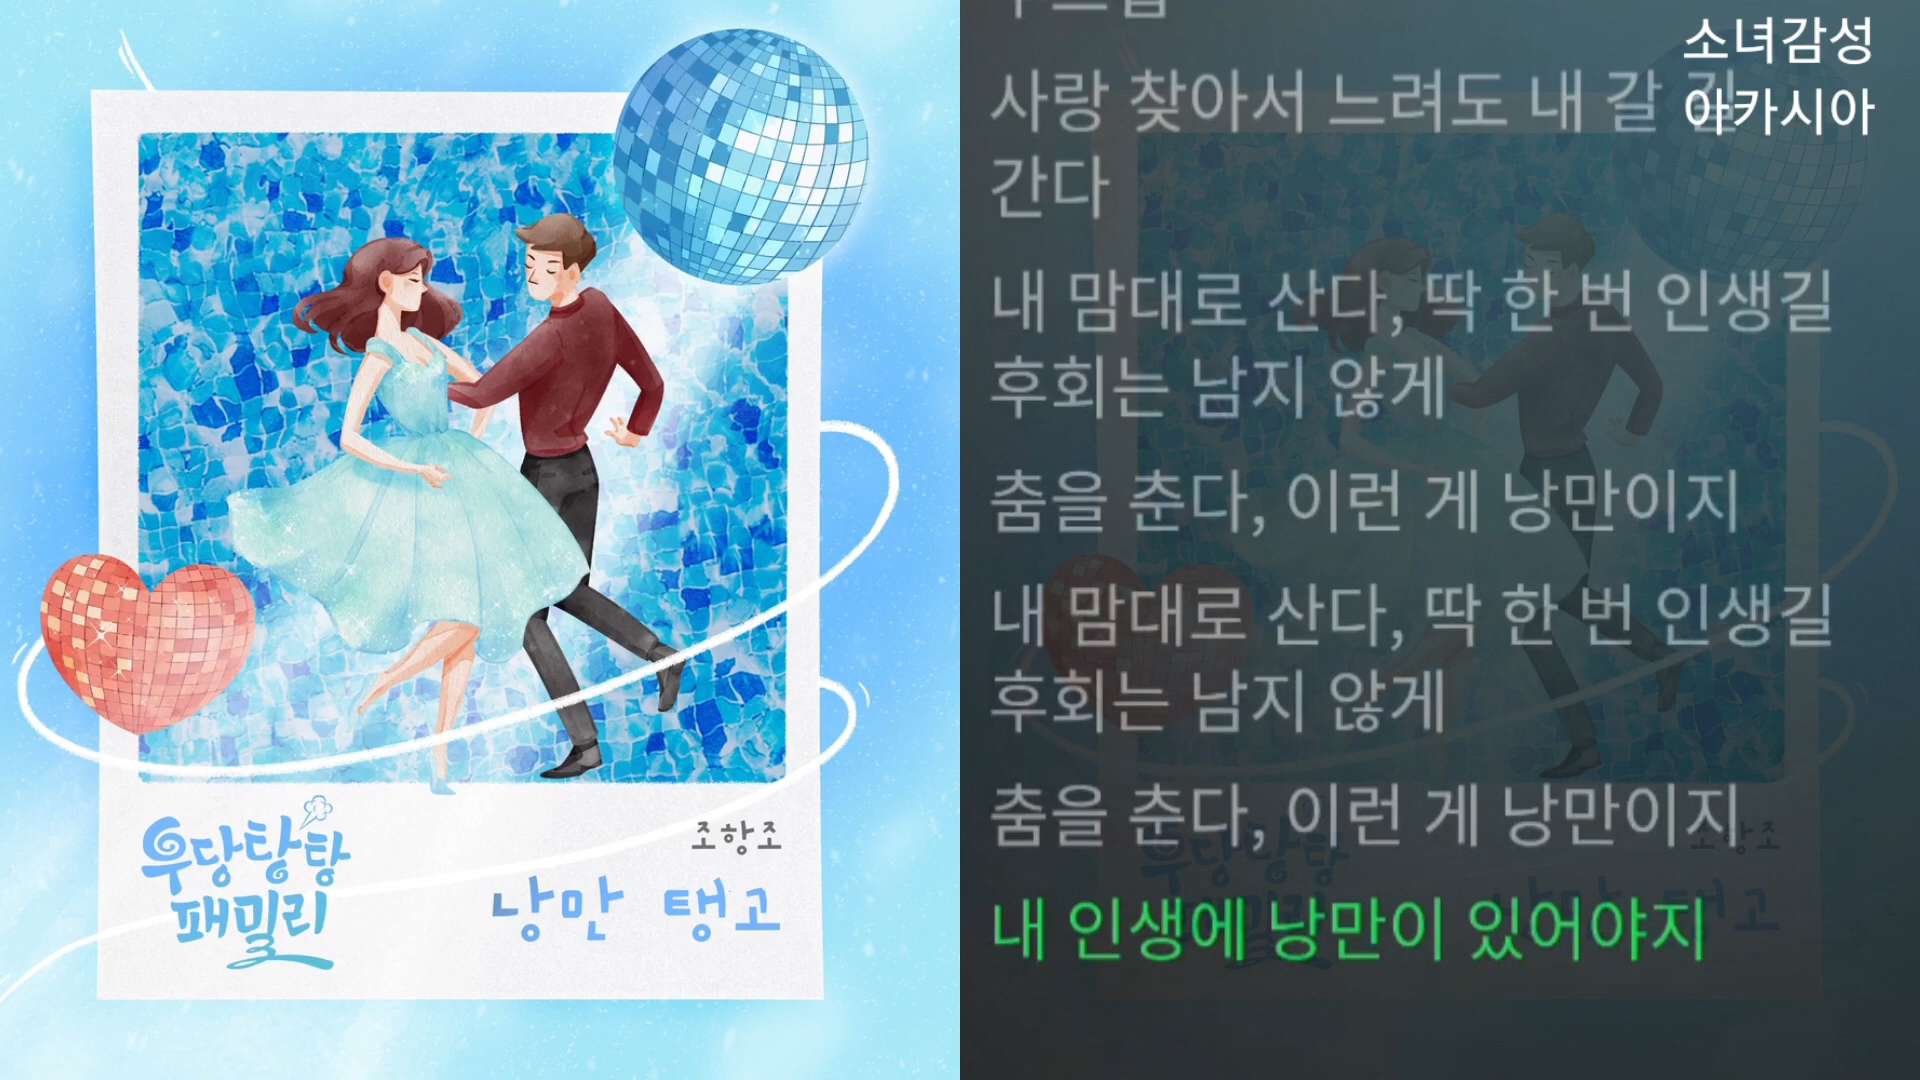 우당탕탕
패밀리
조항조
낭만 탱고
소녀감성
아카시아
사랑 찾아서 느려도 내 갈 길
간다
내 맘대로 산다, 딱 한 번 인생길
후회는 남지 않게
춤을 춘다, 이런 게 낭만이지
내 맘대로 산다, 딱 한 번 인생길
후회는 남지 않게
춤을 춘다, 이런 게 낭만이지
내 인생에 낭만이 있어야지